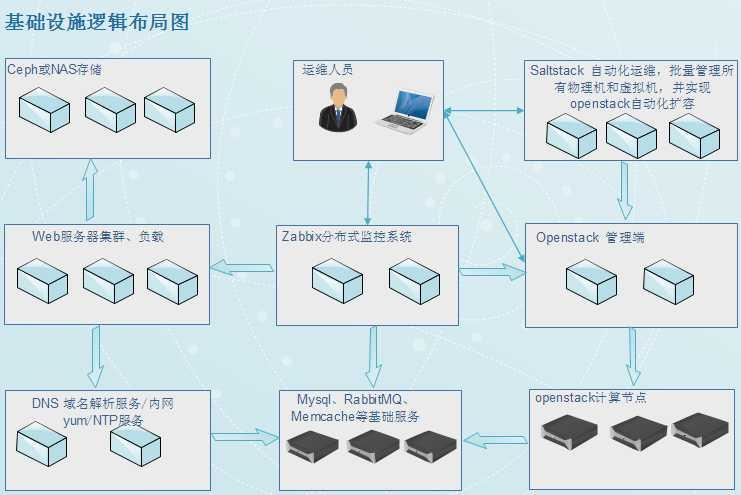 基础设施逻辑布局图
Ceph或NAS存储
运维人员
Saltstack 自动化运维，批量管理所
有物理机和虚拟机，并实现
openstack自动化扩容
Web服务器集群、负载
Zabbix分布式监控系统
Openstack 管理端
DNS 域名解析服务/内网
yum/NTP服务
Mysql、RabbitMQ、
Memcache等基础服务
openstack计算节点